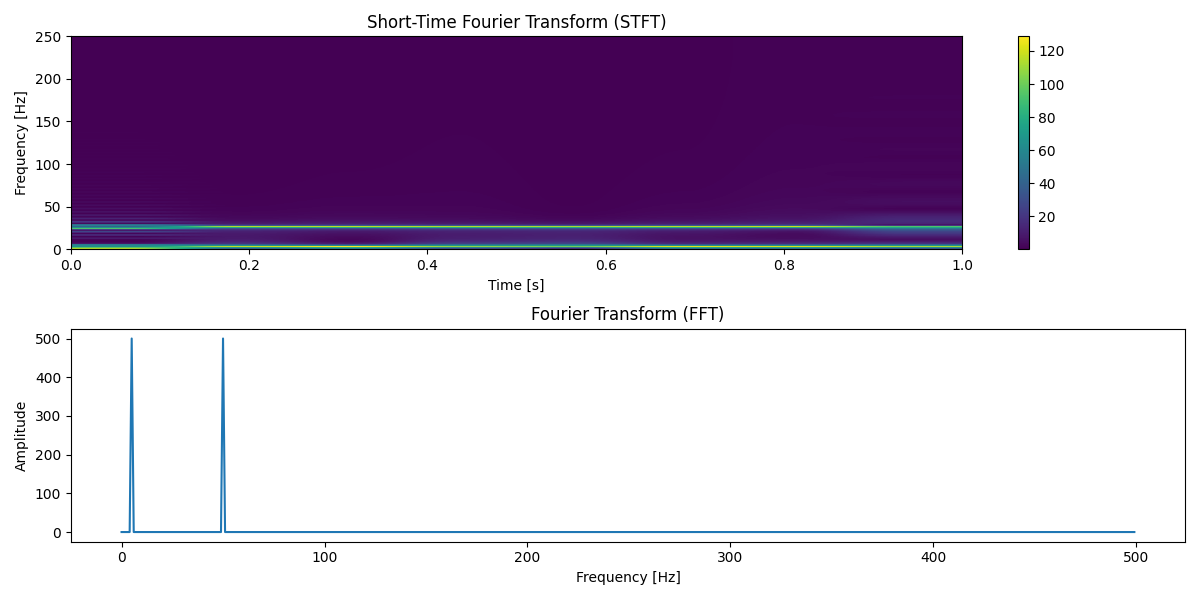 Short-Time Fourier Transform (STFT)
Frequency [Hz]
250
200
150
100
50
0
0.0 0.2 0.4 0.6 0.8 1.0
Time [s]
120
100
80
60
40
20
Fourier Transform (FFT)
Amplitude
500
400
300
200
100
0
0 100 200 300 400 500
Frequency [Hz]